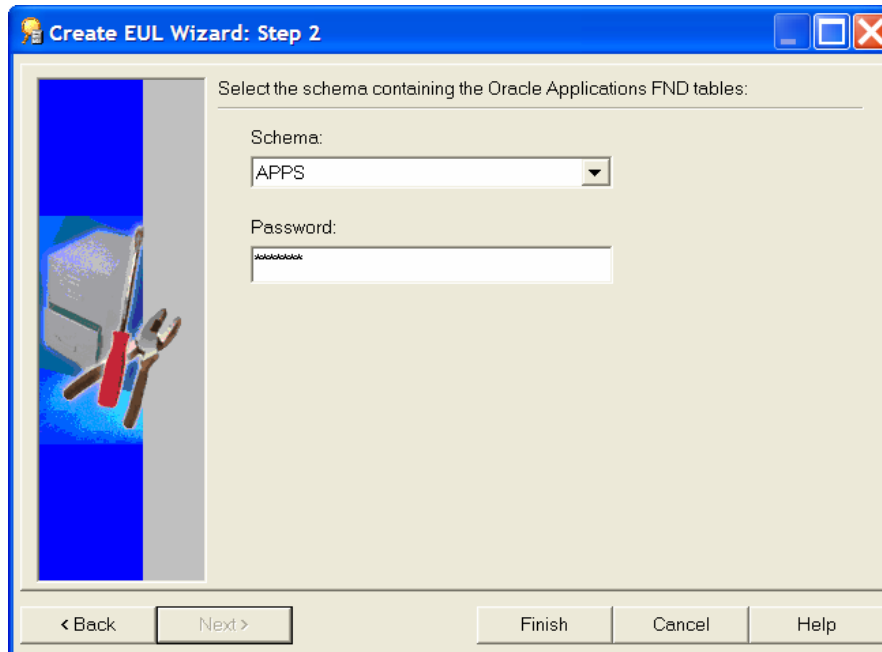 Create EUL Wizard: Step 2
Select the schema containing the Oracle Applications FND tables:
Schema:
APPS
Password:
********
< Back Next > Finish Cancel Help